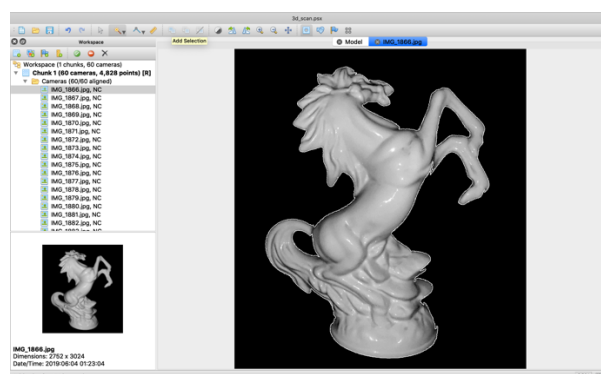 3d_scan.psx
Add Selection
Workspace
Model
IMG_1866.jpg
Workspace (1 chunks, 60 cameras)
Chunk 1 (60 cameras, 4,828 points) [R]
Cameras (60/60 aligned)
IMG_1866.jpg, NC
IMG_1867.jpg, NC
IMG_1868.jpg, NC
IMG_1869.jpg, NC
IMG_1870.jpg, NC
IMG_1871.jpg, NC
IMG_1872.jpg, NC
IMG_1873.jpg, NC
IMG_1874.jpg, NC
IMG_1875.jpg, NC
IMG_1876.jpg, NC
IMG_1877.jpg, NC
IMG_1878.jpg, NC
IMG_1879.jpg, NC
IMG_1880.jpg, NC
IMG_1881.jpg, NC
IMG_1882.jpg, NC
IMG_1866.jpg
Dimensions: 2752 x 3024
Date/Time: 2019:06:04 01:23:04